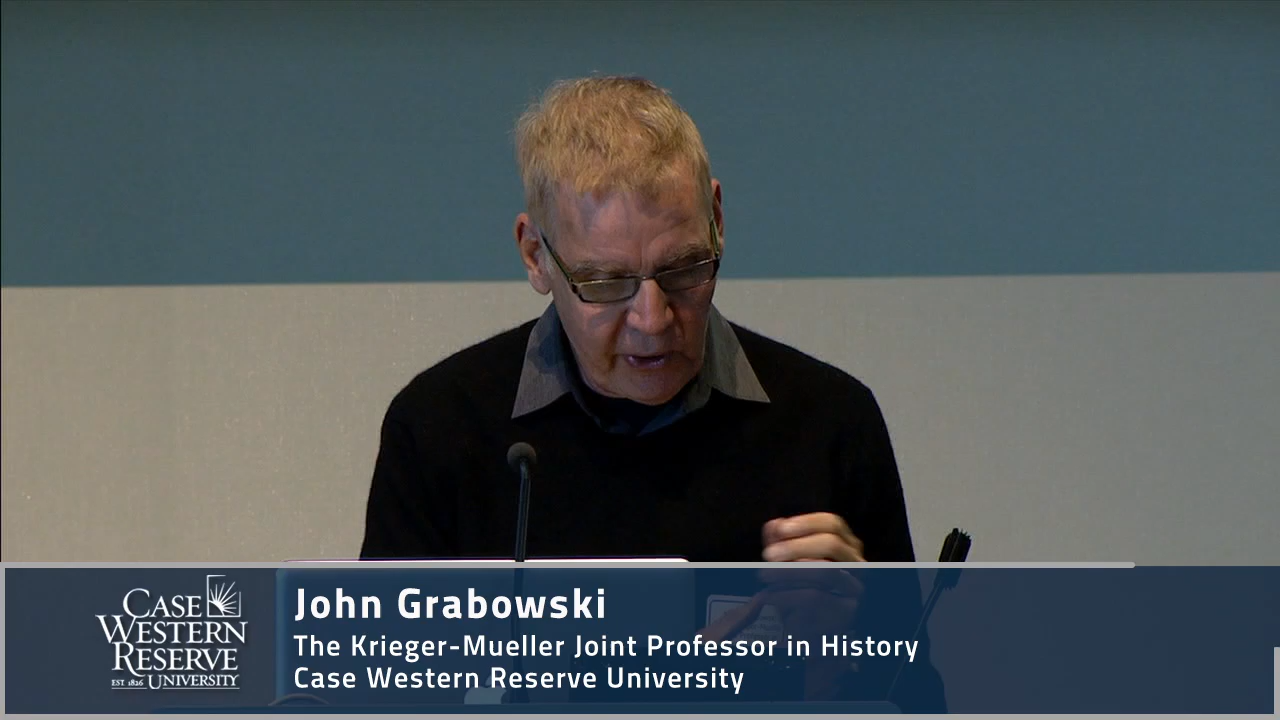 CASE
WESTERN
RESERVE
EST. 1826 UNIVERSITY
John Grabowski
The Krieger-Mueller Joint Professor in History
Case Western Reserve University